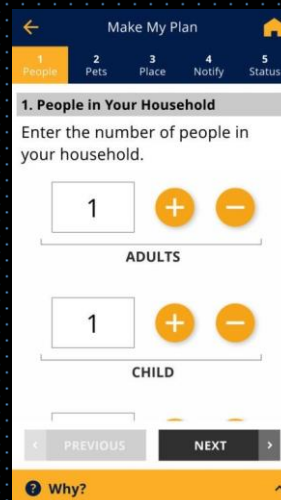 Make My Plan
1 2 3 4 5
People Pets Place Notify Status
1. People in Your Household
Enter the number of people in
your household.
1 + −
ADULTS
1 + −
CHILD
< PREVIOUS NEXT >
? Why?